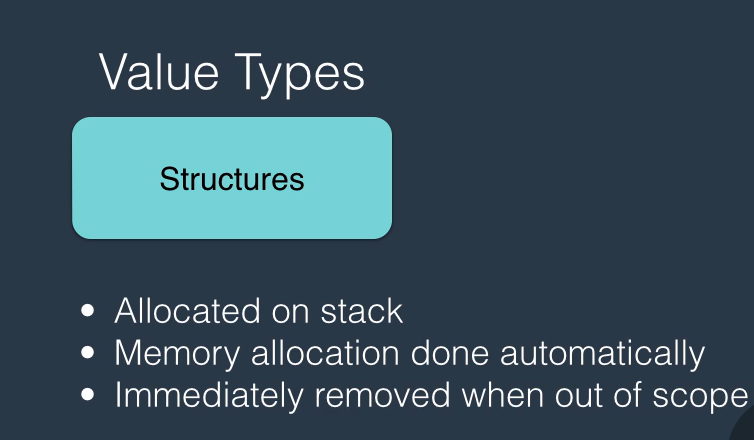 Value Types
Structures
• Allocated on stack
• Memory allocation done automatically
• Immediately removed when out of scope